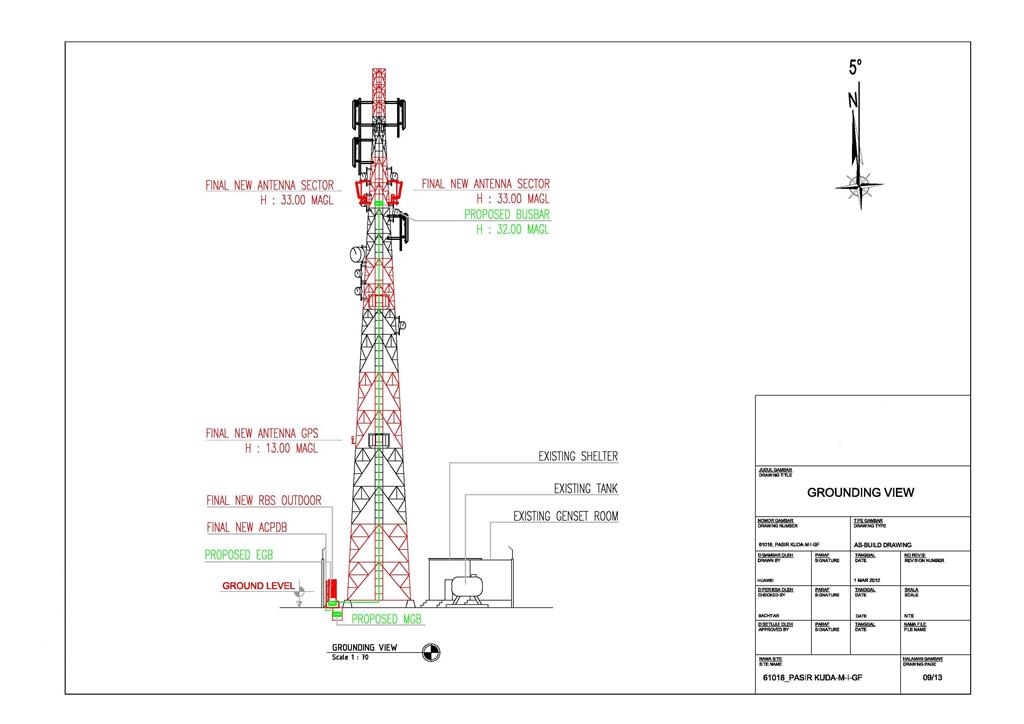 5°
N
FINAL NEW ANTENNA SECTOR
H : 33.00 MAGL
FINAL NEW ANTENNA SECTOR
H : 33.00 MAGL
PROPOSED BUSBAR
H : 32.00 MAGL
FINAL NEW ANTENNA GPS
H : 13.00 MAGL
EXISTING SHELTER
EXISTING TANK
EXISTING GENSET ROOM
FINAL NEW RBS OUTDOOR
FINAL NEW ACPDB
PROPOSED EGB
GROUND LEVEL
PROPOSED MGB
GROUNDING VIEW
Scale 1 : 70
JUDUL GAMBAR
DRAWING TITLE
GROUNDING VIEW
NOMOR GAMBAR
DRAWING NUMBER
TIPE GAMBAR
DRAWING TYPE
61018_PASIR KUDA-M-I-GF
AS-BUILD DRAWING
DIGAMBAR OLEH
DRAWN BY
PARAF
SIGNATURE
TANGGAL
DATE
NO REVISI
REVISION NUMBER
HUAWEI
1 MAR 2012
DIPERIKSA OLEH
CHECKED BY
PARAF
SIGNATURE
TANGGAL
DATE
SKALA
SCALE
BACHTIAR
DATE
NTS
DISETUJUI OLEH
APPROVED BY
PARAF
SIGNATURE
TANGGAL
DATE
NAMA FILE
FILE NAME
NAMA SITE
SITE NAME
HALAMAN GAMBAR
DRAWING PAGE
61018_PASIR KUDA-M-I-GF
09/13